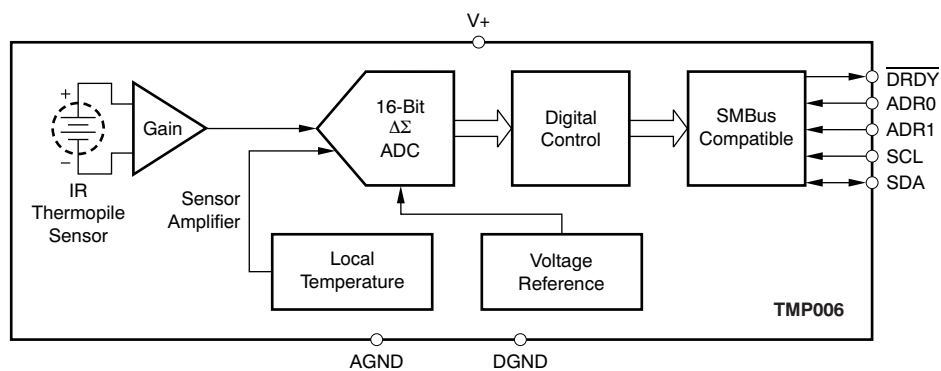 V+
+
−
IR
Thermopile
Sensor
Gain
Sensor
Amplifier
16-Bit
ΔΣ
ADC
Digital
Control
SMBus
Compatible
DRDY
ADR0
ADR1
SCL
SDA
Local
Temperature
Voltage
Reference
TMP006
AGND
DGND